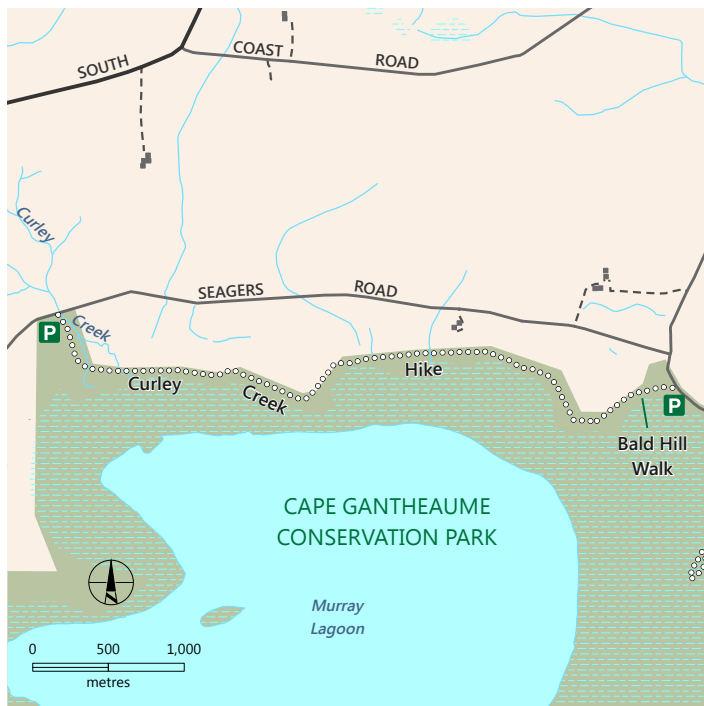 SOUTH COAST ROAD
Curley
Creek
SEAGERS ROAD
P
Curley Creek Hike
P
Bald Hill
Walk
CAPE GANTHEAUME
CONSERVATION PARK
Murray
Lagoon
0 500 1,000
metres